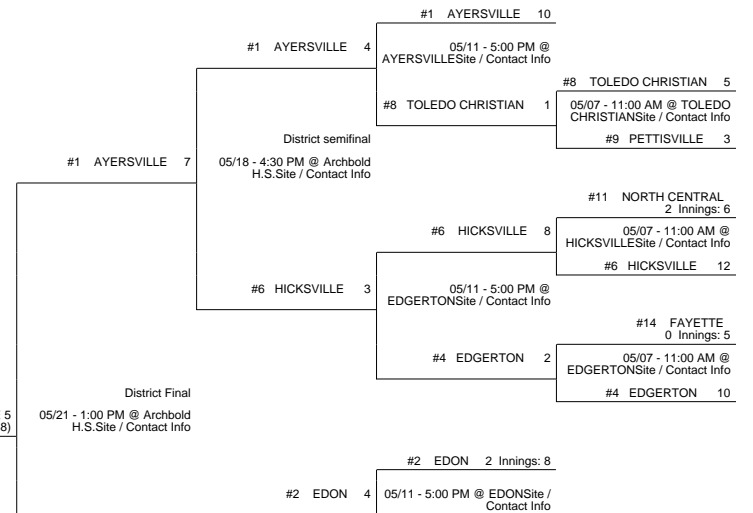 #1 AYERSVILLE 10
#1 AYERSVILLE 4
05/11 - 5:00 PM @
AYERSVILLESite / Contact Info
#8 TOLEDO CHRISTIAN 5
#8 TOLEDO CHRISTIAN 1
05/07 - 11:00 AM @ TOLEDO
CHRISTIANSite / Contact Info
#9 PETTISVILLE 3
District semifinal
#1 AYERSVILLE 7
05/18 - 4:30 PM @ Archbold
H.S.Site / Contact Info
#11 NORTH CENTRAL
2 Innings: 6
#6 HICKSVILLE 8
05/07 - 11:00 AM @
HICKSVILLESite / Contact Info
#6 HICKSVILLE 12
#6 HICKSVILLE 3
05/11 - 5:00 PM @
EDGERTONSite / Contact Info
#14 FAYETTE
0 Innings: 5
#4 EDGERTON 2
05/07 - 11:00 AM @
EDGERTONSite / Contact Info
#4 EDGERTON 10
District Final
5
8)
05/21 - 1:00 PM @ Archbold
H.S.Site / Contact Info
#2 EDON 2 Innings: 8
#2 EDON 4
05/11 - 5:00 PM @ EDONSite /
Contact Info